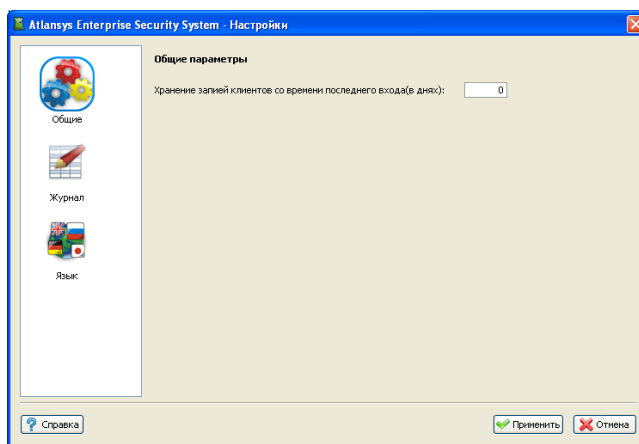 Atlansys Enterprise Security System - Настройки
Общие
Журнал
Язык
Общие параметры
Хранение запией клиентов со времени последнего входа(в днях): 0
Справка
Применить
Отмена